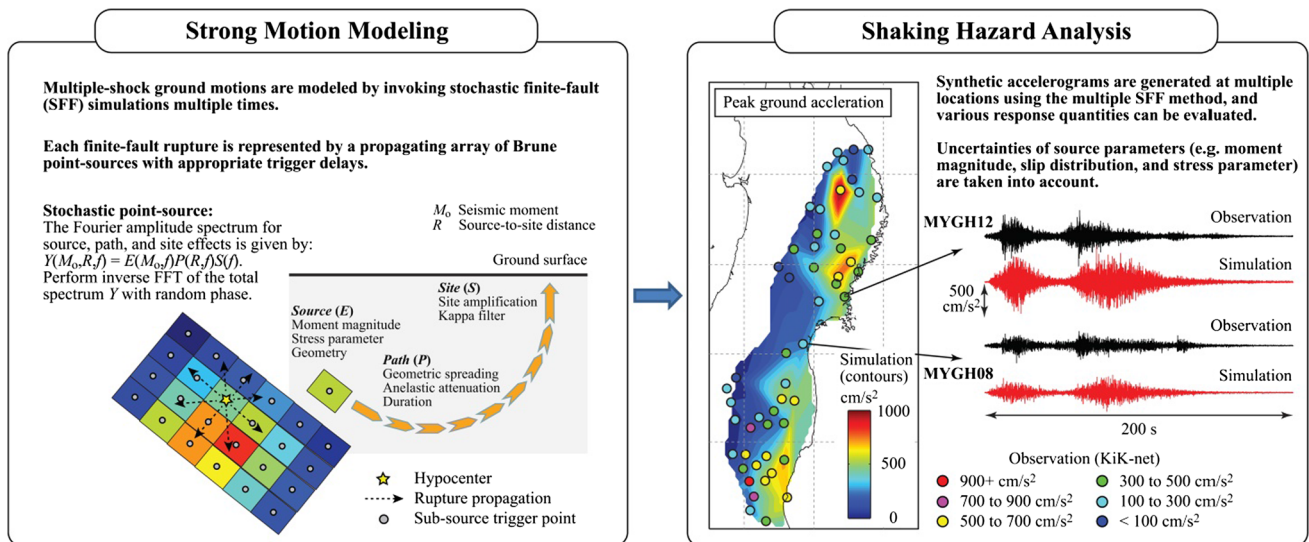 Strong Motion Modeling
Multiple-shock ground motions are modeled by invoking stochastic finite-fault
(SFF) simulations multiple times.
Each finite-fault rupture is represented by a propagating array of Brune
point-sources with appropriate trigger delays.
Stochastic point-source:
The Fourier amplitude spectrum for
source, path, and site effects is given by:
Y(Mo,R,f) = E(Mo,f)P(R,f)S(f).
Perform inverse FFT of the total
spectrum Y with random phase.
Mo Seismic moment
R Source-to-site distance
Ground surface
Source (E)
Moment magnitude
Stress parameter
Geometry
Path (P)
Geometric spreading
Anelastic attenuation
Duration
Site (S)
Site amplification
Kappa filter
Hypocenter
Rupture propagation
Sub-source trigger point
Shaking Hazard Analysis
Peak ground accleration
Simulation
(contours)
cm/s²
1000
500
0
Synthetic accelerograms are generated at multiple
locations using the multiple SFF method, and
various response quantities can be evaluated.
Uncertainties of source parameters (e.g. moment
magnitude, slip distribution, and stress parameter)
are taken into account.
MYGH12
Observation
Simulation
500
cm/s²
Observation
MYGH08
Simulation
200 s
Observation (KiK-net)
900+ cm/s²
700 to 900 cm/s²
500 to 700 cm/s²
300 to 500 cm/s²
100 to 300 cm/s²
< 100 cm/s²